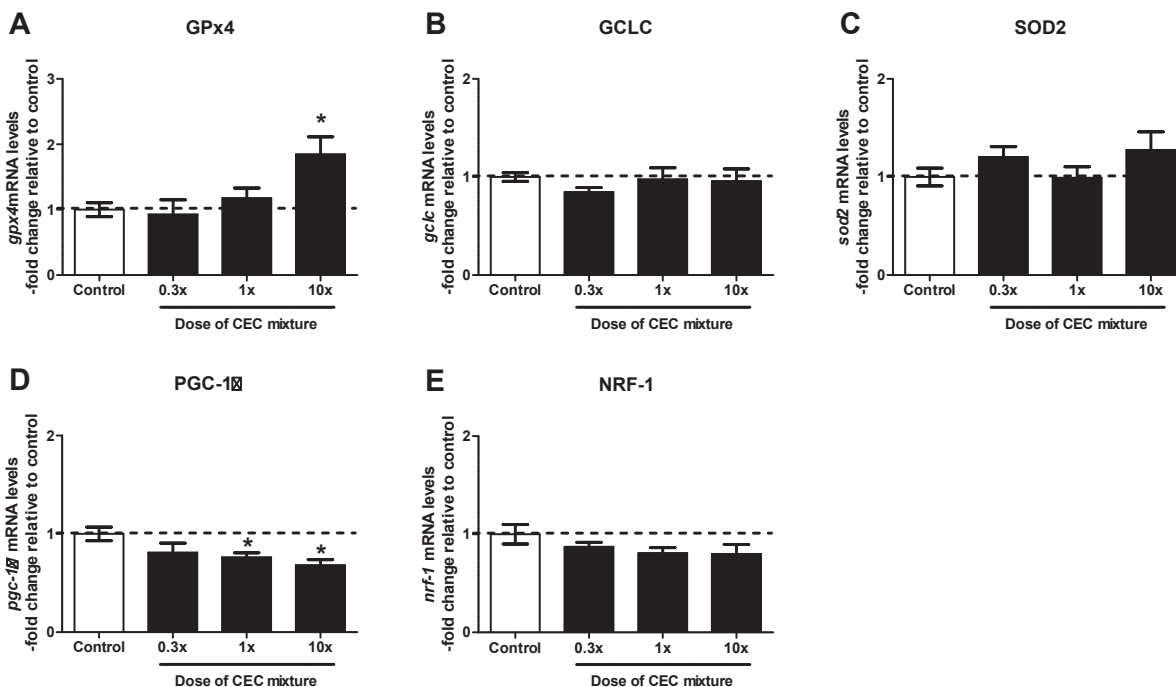 A
GPx4
gpx4mRNA levels
-fold change relative to control
3
2
1
0
*
Control
0.3x
1x
10x
Dose of CEC mixture
B
GCLC
gclc mRNA levels
-fold change relative to control
2
1
0
Control
0.3x
1x
10x
Dose of CEC mixture
C
SOD2
sod2 mRNA levels
-fold change relative to control
2
1
0
Control
0.3x
1x
10x
Dose of CEC mixture
D
PGC-1
pgc-1 mRNA levels
-fold change relative to control
2
1
0
*
*
Control
0.3x
1x
10x
Dose of CEC mixture
E
NRF-1
nrf-1 mRNA levels
-fold change relative to control
2
1
0
Control
0.3x
1x
10x
Dose of CEC mixture